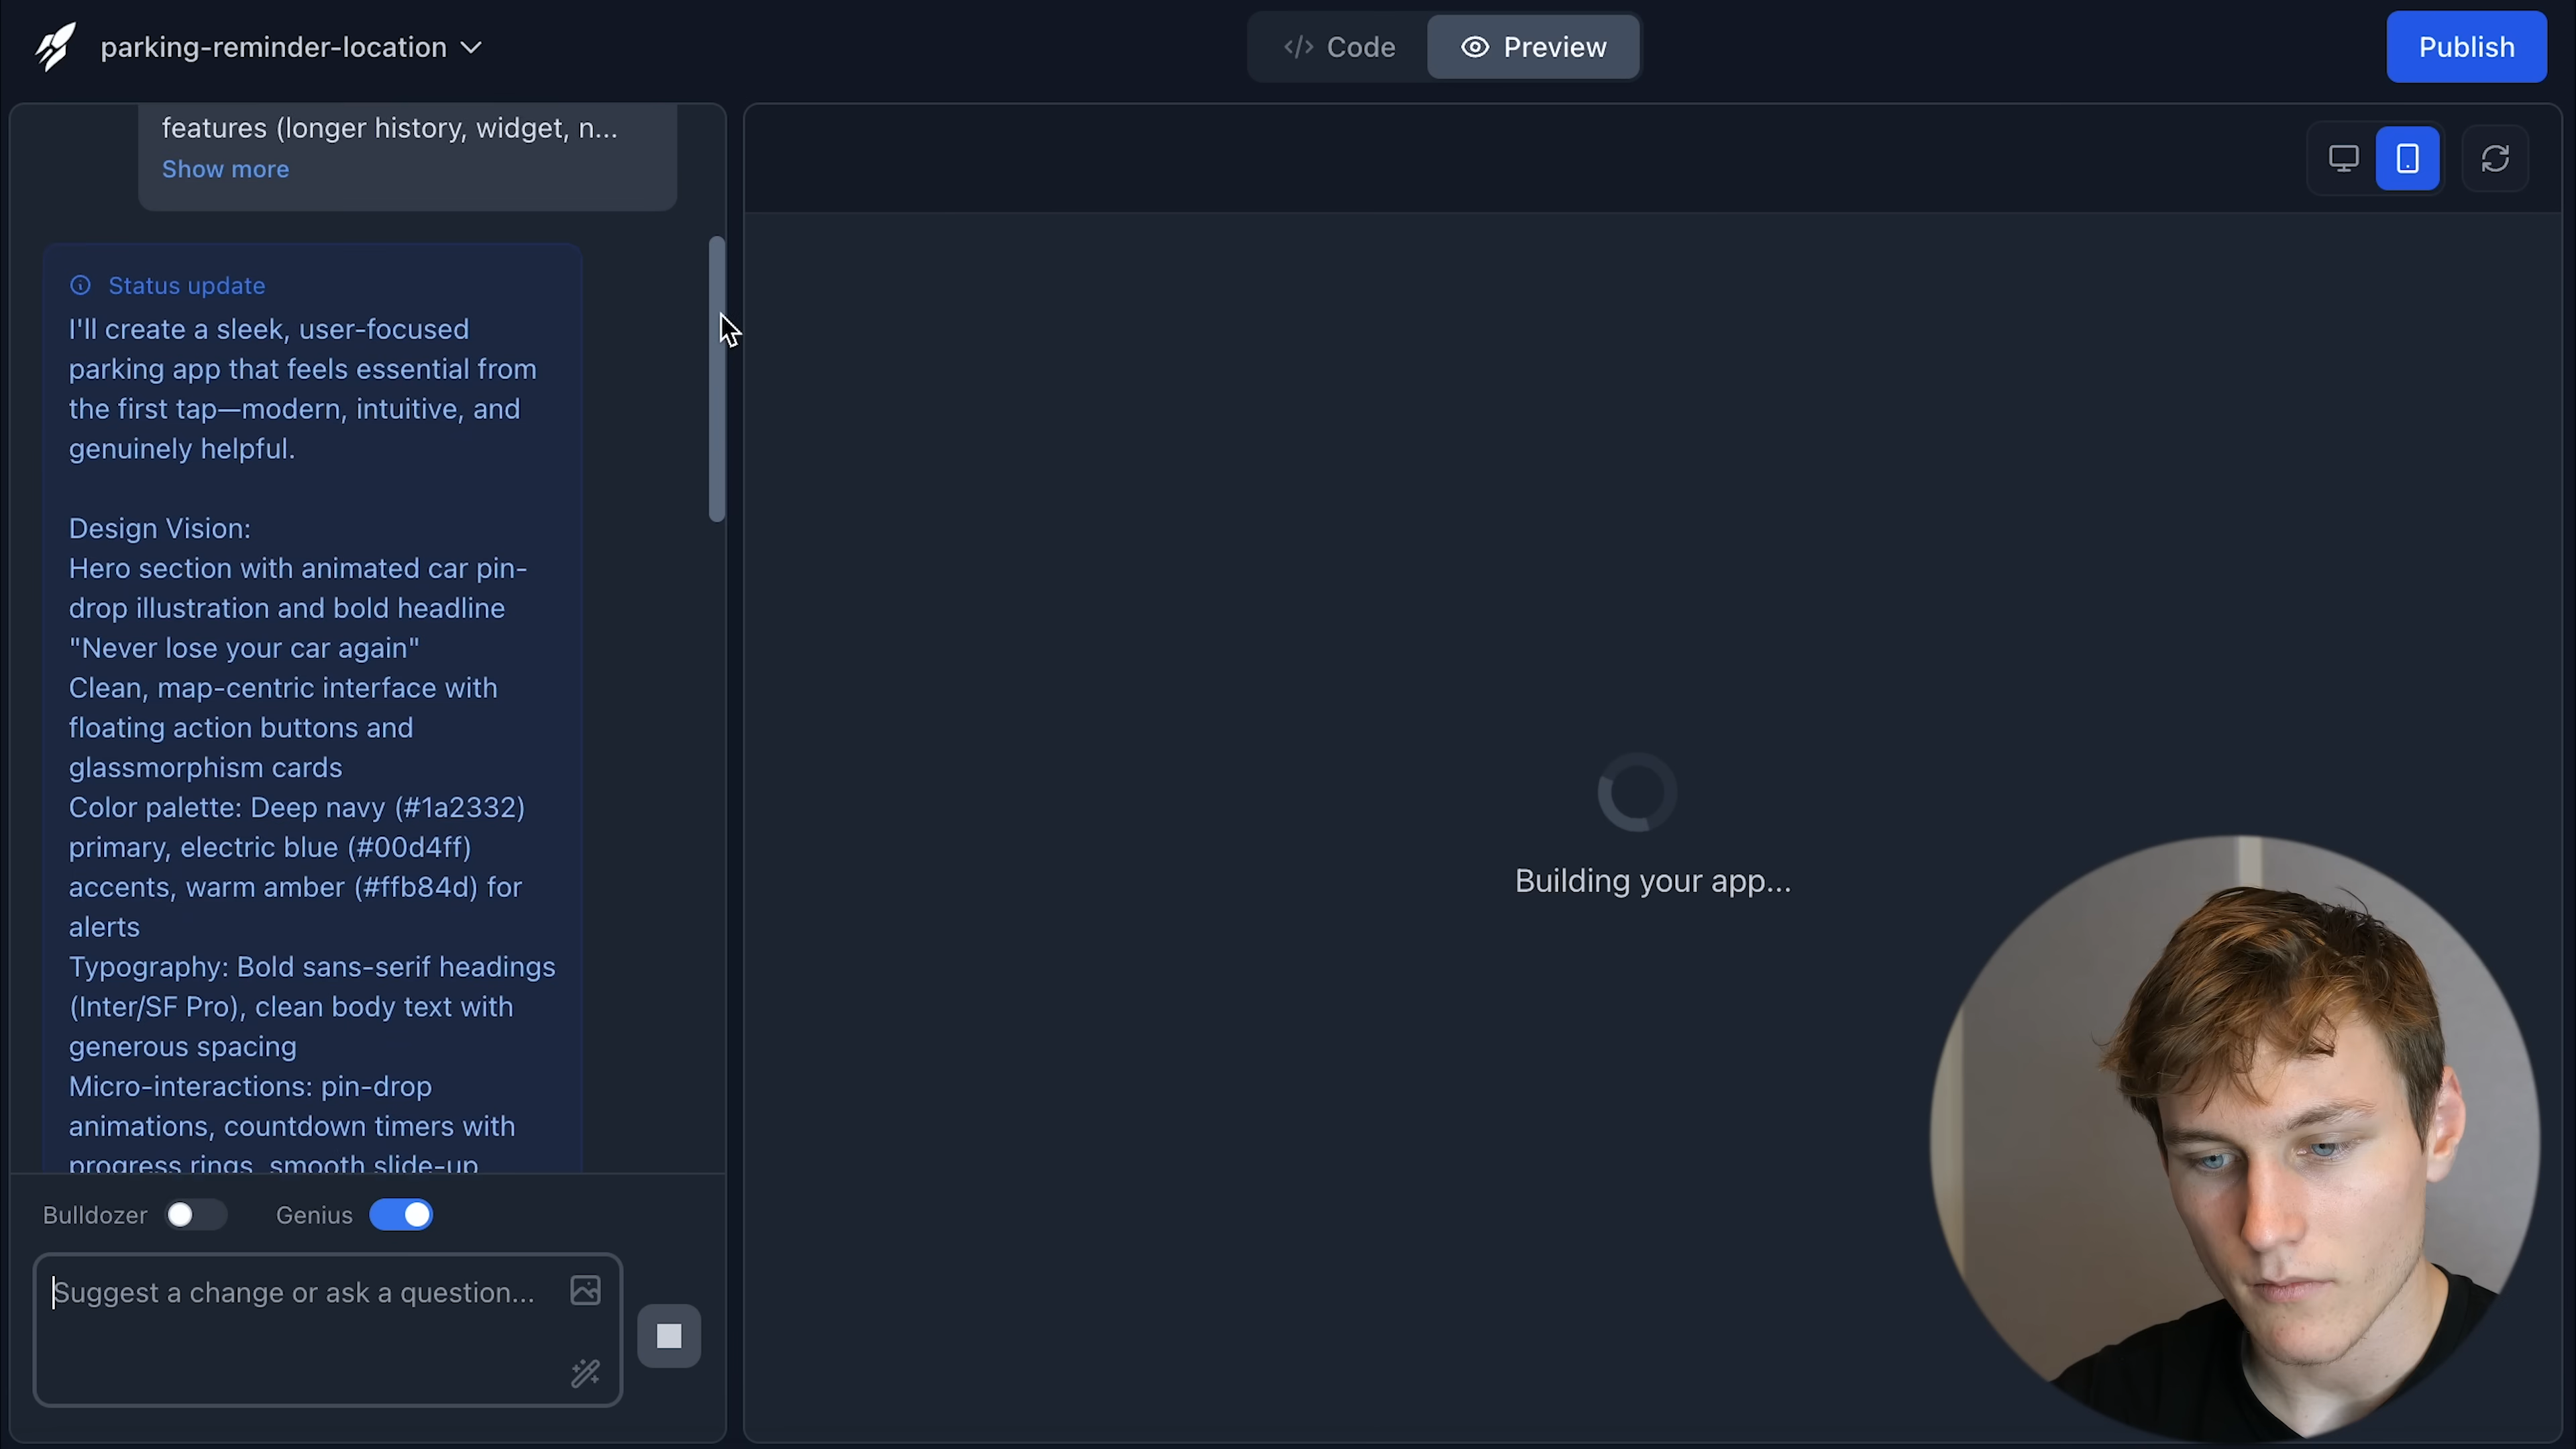 parking-reminder-location
</> Code
Preview
Publish
features (longer history, widget, n...
Show more
Status update
I'll create a sleek, user-focused
parking app that feels essential from
the first tap—modern, intuitive, and
genuinely helpful.
Design Vision:
Hero section with animated car pin-
drop illustration and bold headline
"Never lose your car again"
Clean, map-centric interface with
floating action buttons and
glassmorphism cards
Color palette: Deep navy (#1a2332)
primary, electric blue (#00d4ff)
accents, warm amber (#ffb84d) for
alerts
Typography: Bold sans-serif headings
(Inter/SF Pro), clean body text with
generous spacing
Micro-interactions: pin-drop
animations, countdown timers with
progress rings, smooth slide-up
Building your app...
Bulldozer
Genius
Suggest a change or ask a question...